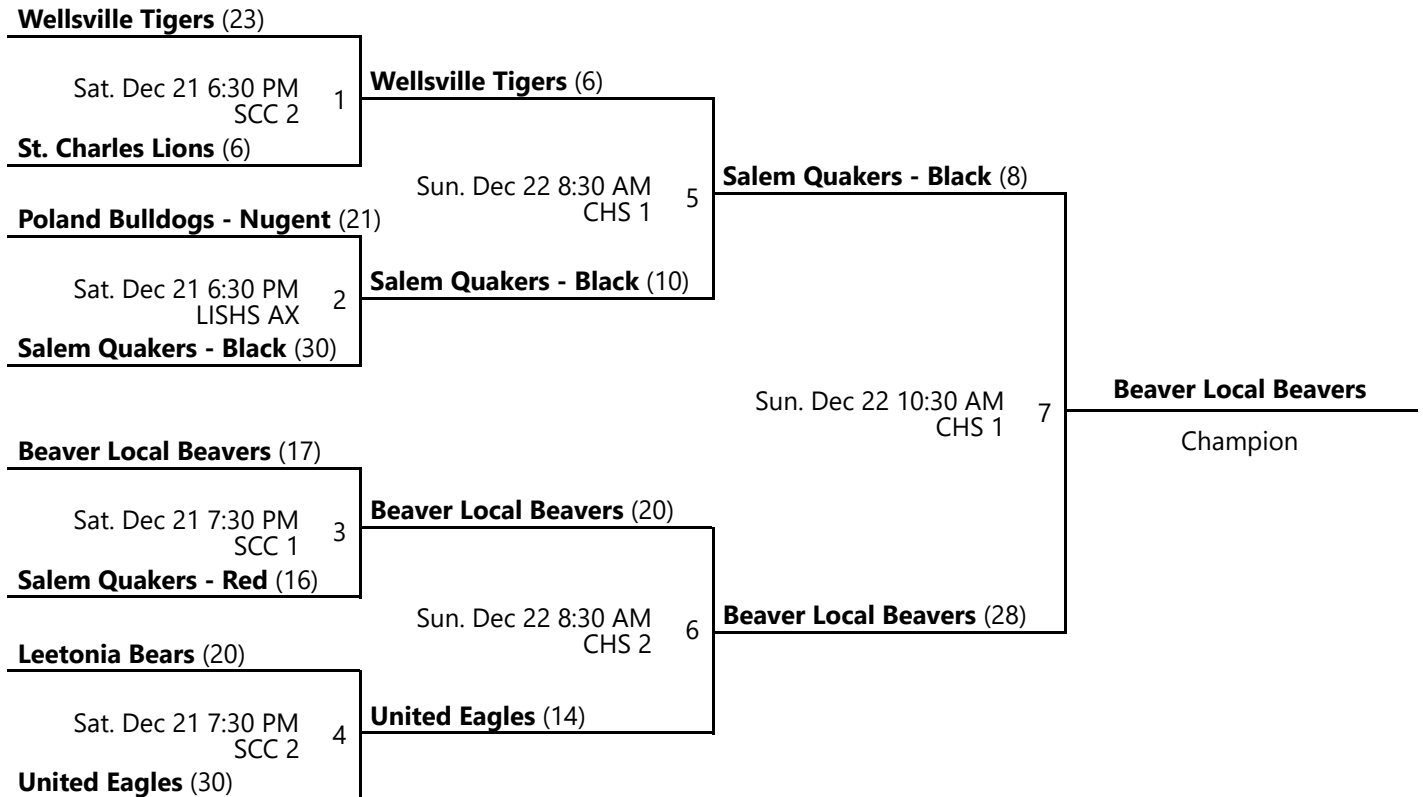 Wellsville Tigers (23)
Sat. Dec 21 6:30 PM
SCC 2
1
St. Charles Lions (6)
Wellsville Tigers (6)
Poland Bulldogs - Nugent (21)
Sat. Dec 21 6:30 PM
LISHS AX
2
Salem Quakers - Black (30)
Sun. Dec 22 8:30 AM
CHS 1
5
Salem Quakers - Black (10)
Salem Quakers - Black (8)
Beaver Local Beavers (17)
Sat. Dec 21 7:30 PM
SCC 1
3
Salem Quakers - Red (16)
Beaver Local Beavers (20)
Leetonia Bears (20)
Sat. Dec 21 7:30 PM
SCC 2
4
United Eagles (30)
Sun. Dec 22 8:30 AM
CHS 2
6
United Eagles (14)
Beaver Local Beavers (28)
Sun. Dec 22 10:30 AM
CHS 1
7
Beaver Local Beavers
Champion